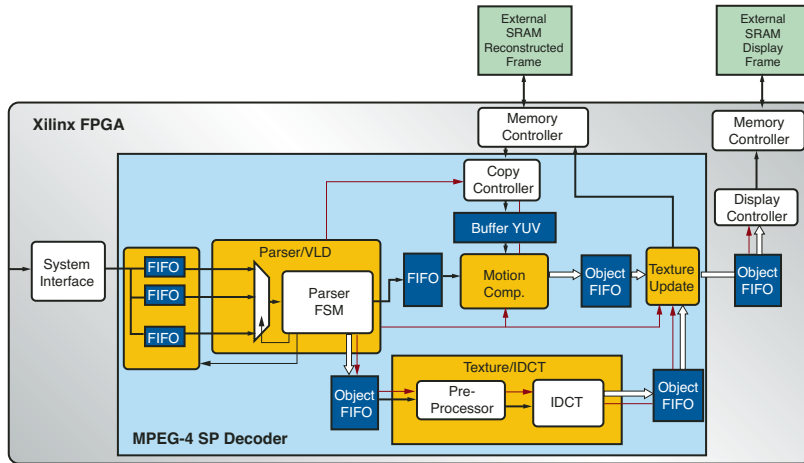 External
SRAM
Reconstructed
Frame
External
SRAM
Display
Frame
Xilinx FPGA
Memory
Controller
Memory
Controller
Copy
Controller
Display
Controller
Buffer YUV
Parser/VLD
System
Interface
FIFO
FIFO
FIFO
Parser
FSM
FIFO
Motion
Comp.
Object
FIFO
Texture
Update
Object
FIFO
Texture/IDCT
Object
FIFO
Pre-
Processor
IDCT
Object
FIFO
MPEG-4 SP Decoder